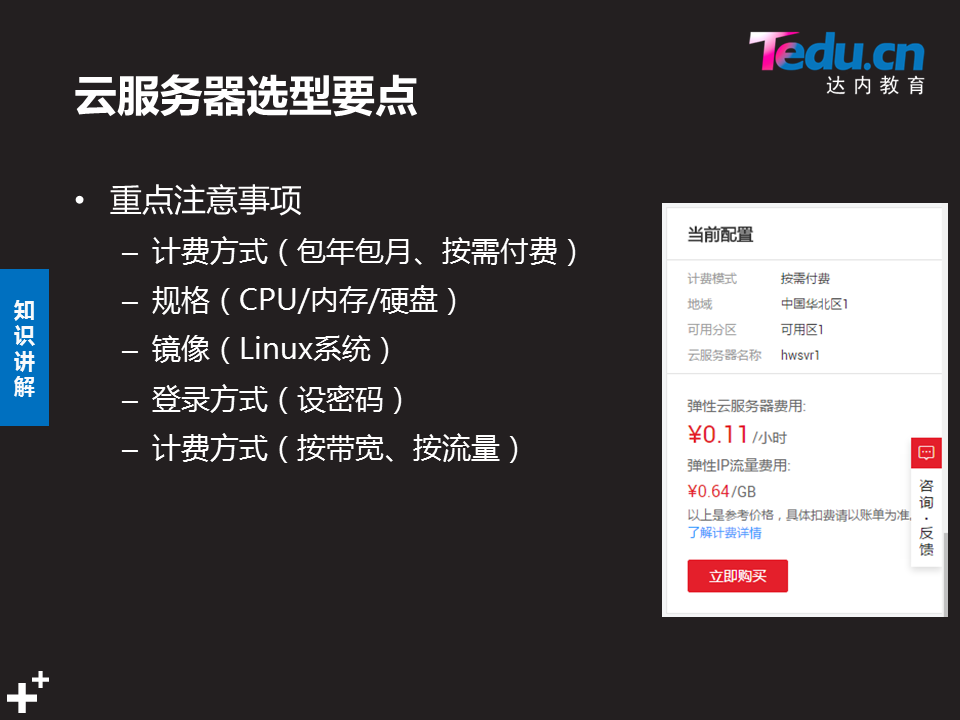 Tedu.cn
达内教育
云服务器选型要点
• 重点注意事项
– 计费方式（包年包月、按需付费）
– 规格（CPU/内存/硬盘）
– 镜像（Linux系统）
– 登录方式（设密码）
– 计费方式（按带宽、按流量）
知识讲解
当前配置
计费模式 按需付费
地域 中国华北区1
可用分区 可用区1
云服务器名称 hwsvr1
弹性云服务器费用:
¥0.11/小时
弹性IP流量费用:
¥0.64/GB
以上是参考价格，具体扣费请以账单为准。
了解计费详情
立即购买
咨询·反馈